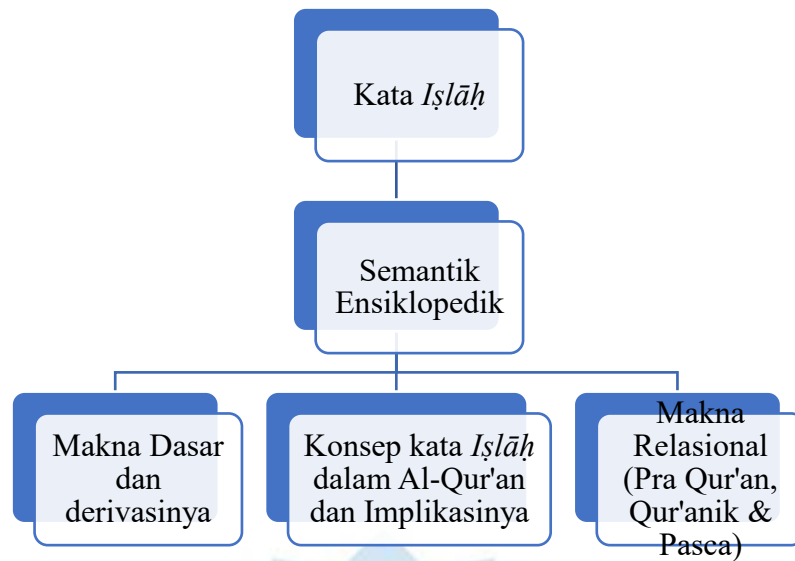 Kata Iṣlāḥ
Semantik
Ensiklopedik
Makna Dasar
dan
derivasinya
Konsep kata Iṣlāḥ
dalam Al-Qur'an
dan Implikasinya
Makna
Relasional
(Pra Qur'an,
Qur'anik &
Pasca)